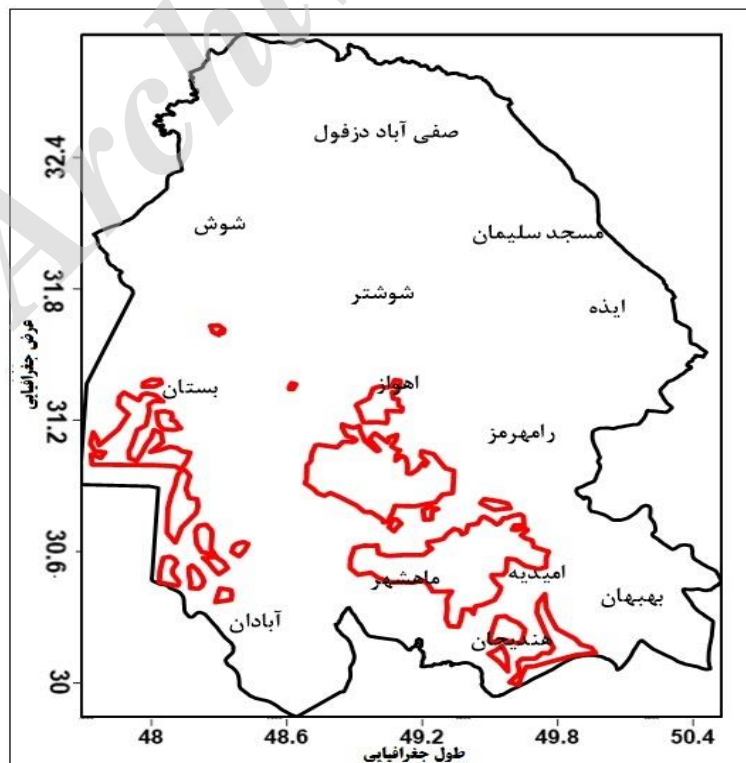 Archi
صفی آباد دزفول
شوش
مسجد سلیمان
شوشتر
ایذه
بستان
اهواز
رامهرمز
امیدیه
ماهشهر
بهبهان
آبادان
هندیجان
32.4
31.8
31.2
30.6
30
عرض جغرافیایی
48 48.6 49.2 49.8 50.4
طول جغرافیایی